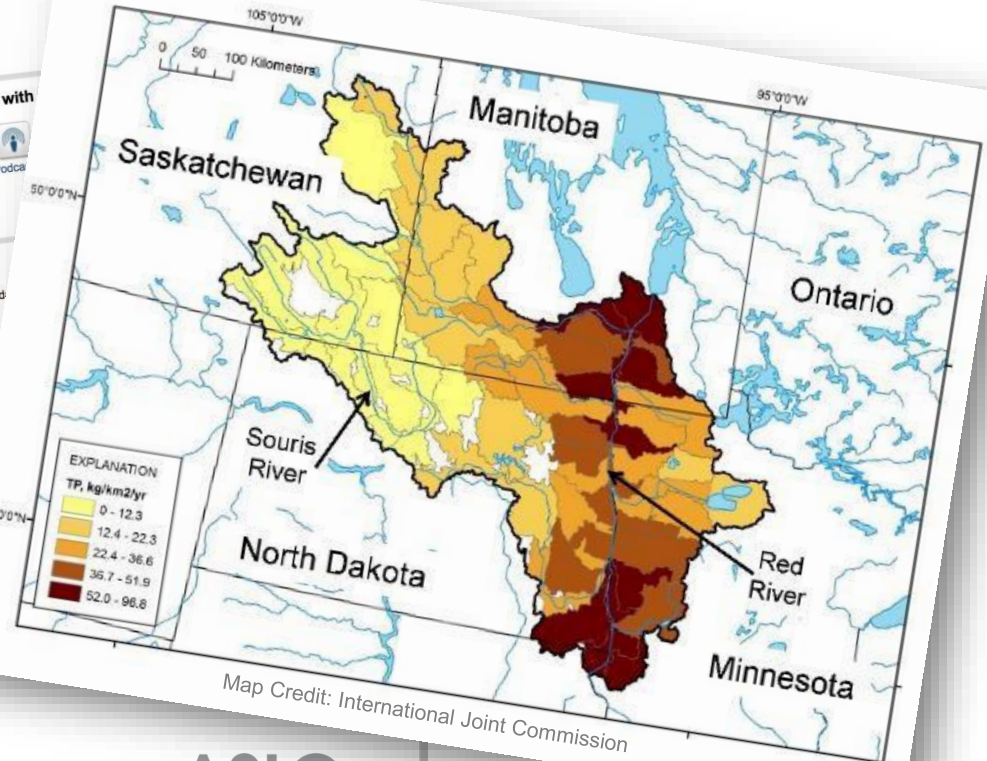 105°0'0"W
0 50 100 Kilometers
95°0'0"W
with
Manitoba
Saskatchewan
50°0'0"N
Ontario
Souris
River
EXPLANATION
TP, kg/km2/yr
0 - 12.3
12.4 - 22.3
22.4 - 36.6
36.7 - 51.9
52.0 - 96.8
North Dakota
Red
River
Minnesota
Map Credit: International Joint Commission